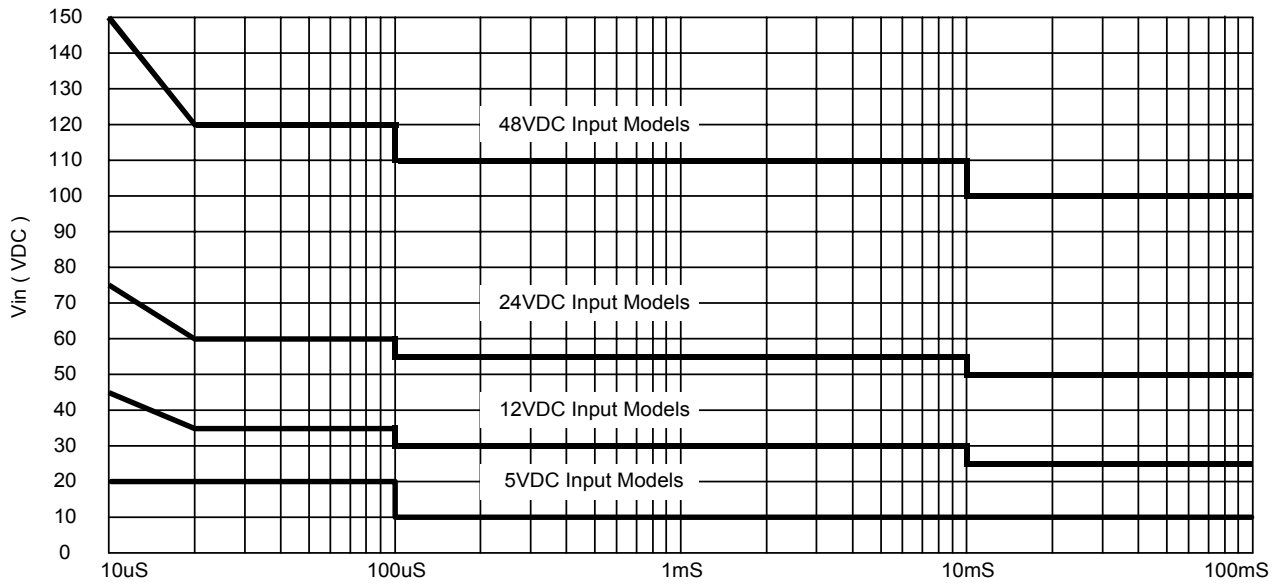 150
140
130
120
110
100
90
80
70
60
50
40
30
20
10
0
Vin ( VDC )
48VDC Input Models
24VDC Input Models
12VDC Input Models
5VDC Input Models
10uS 100uS 1mS 10mS 100mS